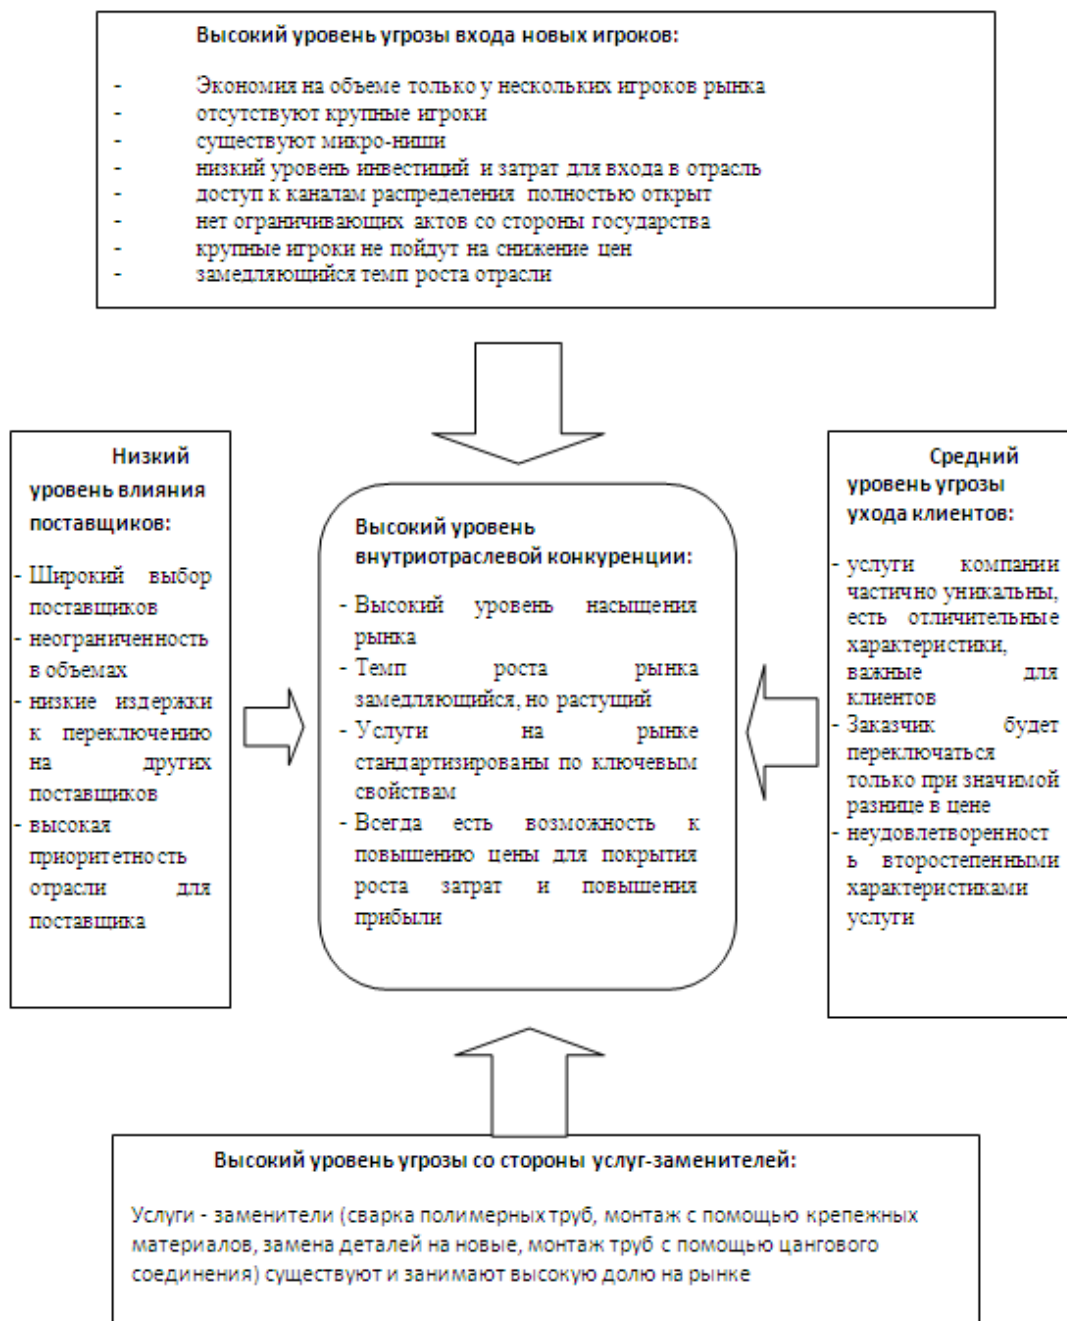 Высокий уровень угрозы входа новых игроков:
- Экономия на объеме только у нескольких игроков рынка
- отсутствуют крупные игроки
- существуют микро-ниши
- низкий уровень инвестиций и затрат для входа в отрасль
- доступ к каналам распределения полностью открыт
- нет ограничивающих актов со стороны государства
- крупные игроки не пойдут на снижение цен
- замедляющийся темп роста отрасли
Низкий
уровень влияния
поставщиков:
- Широкий выбор
поставщиков
- неограниченность
в объемах
- низкие издержки
к переключению
на других
поставщиков
- высокая
приоритетность
отрасли для
поставщика
Высокий уровень
внутриотраслевой конкуренции:
- Высокий уровень насыщения
рынка
- Темп роста рынка
замедляющийся, но растущий
- Услуги на рынке
стандартизированы по ключевым
свойствам
- Всегда есть возможность к
повышению цены для покрытия
роста затрат и повышения
прибыли
Средний
уровень угрозы
ухода клиентов:
- услуги компании
частично уникальны,
есть отличительные
характеристики,
важные для
клиентов
- Заказчик будет
переключаться
только при значимой
разнице в цене
- неудовлетворенност
ь второстепенными
характеристиками
услуги
Высокий уровень угрозы со стороны услуг-заменителей:
Услуги - заменители (сварка полимерных труб, монтаж с помощью крепежных
материалов, замена деталей на новые, монтаж труб с помощью цангового
соединения) существуют и занимают высокую долю на рынке